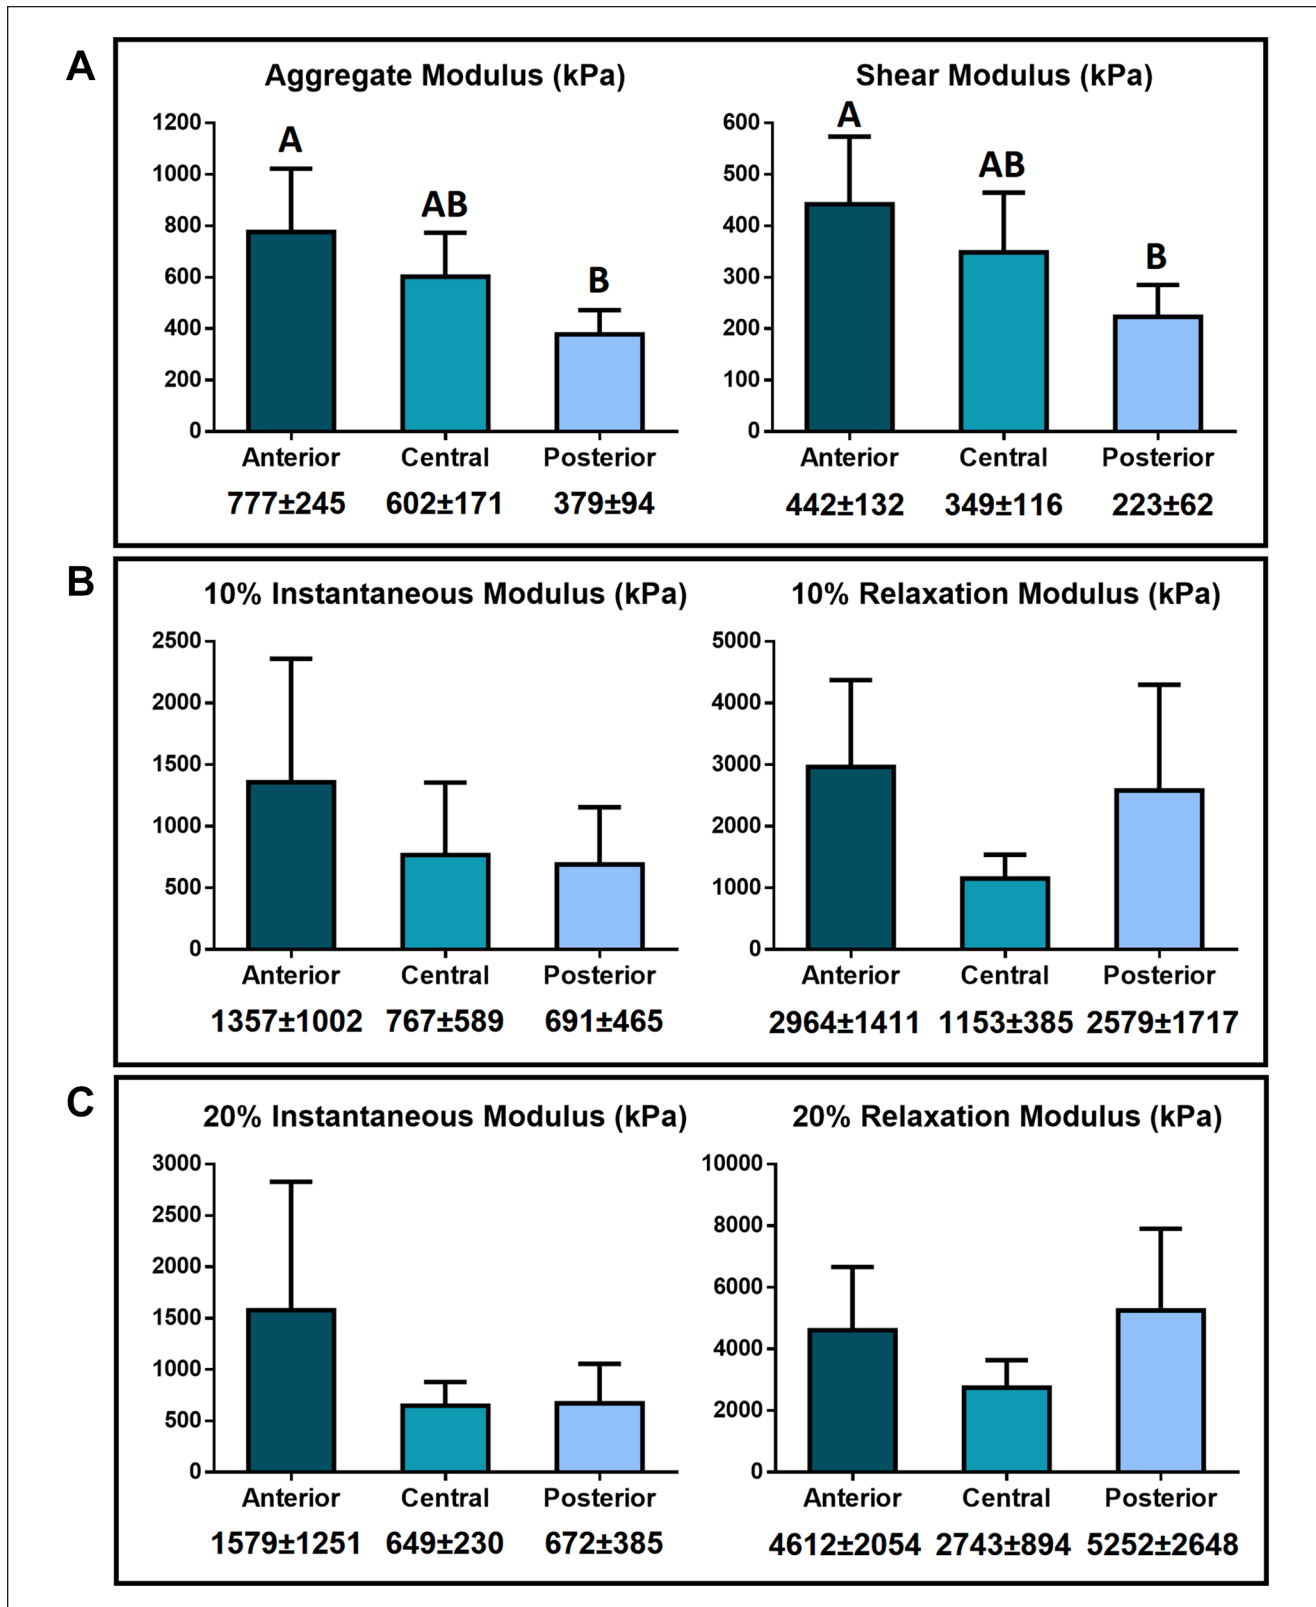 A
Aggregate Modulus (kPa)
1200
1000
800
600
400
200
0
A
AB
B
Anterior Central Posterior
777±245 602±171 379±94
Shear Modulus (kPa)
600
500
400
300
200
100
0
A
AB
B
Anterior Central Posterior
442±132 349±116 223±62
B
10% Instantaneous Modulus (kPa)
2500
2000
1500
1000
500
0
Anterior Central Posterior
1357±1002 767±589 691±465
10% Relaxation Modulus (kPa)
5000
4000
3000
2000
1000
0
Anterior Central Posterior
2964±1411 1153±385 2579±1717
C
20% Instantaneous Modulus (kPa)
3000
2500
2000
1500
1000
500
0
Anterior Central Posterior
1579±1251 649±230 672±385
20% Relaxation Modulus (kPa)
10000
8000
6000
4000
2000
0
Anterior Central Posterior
4612±2054 2743±894 5252±2648